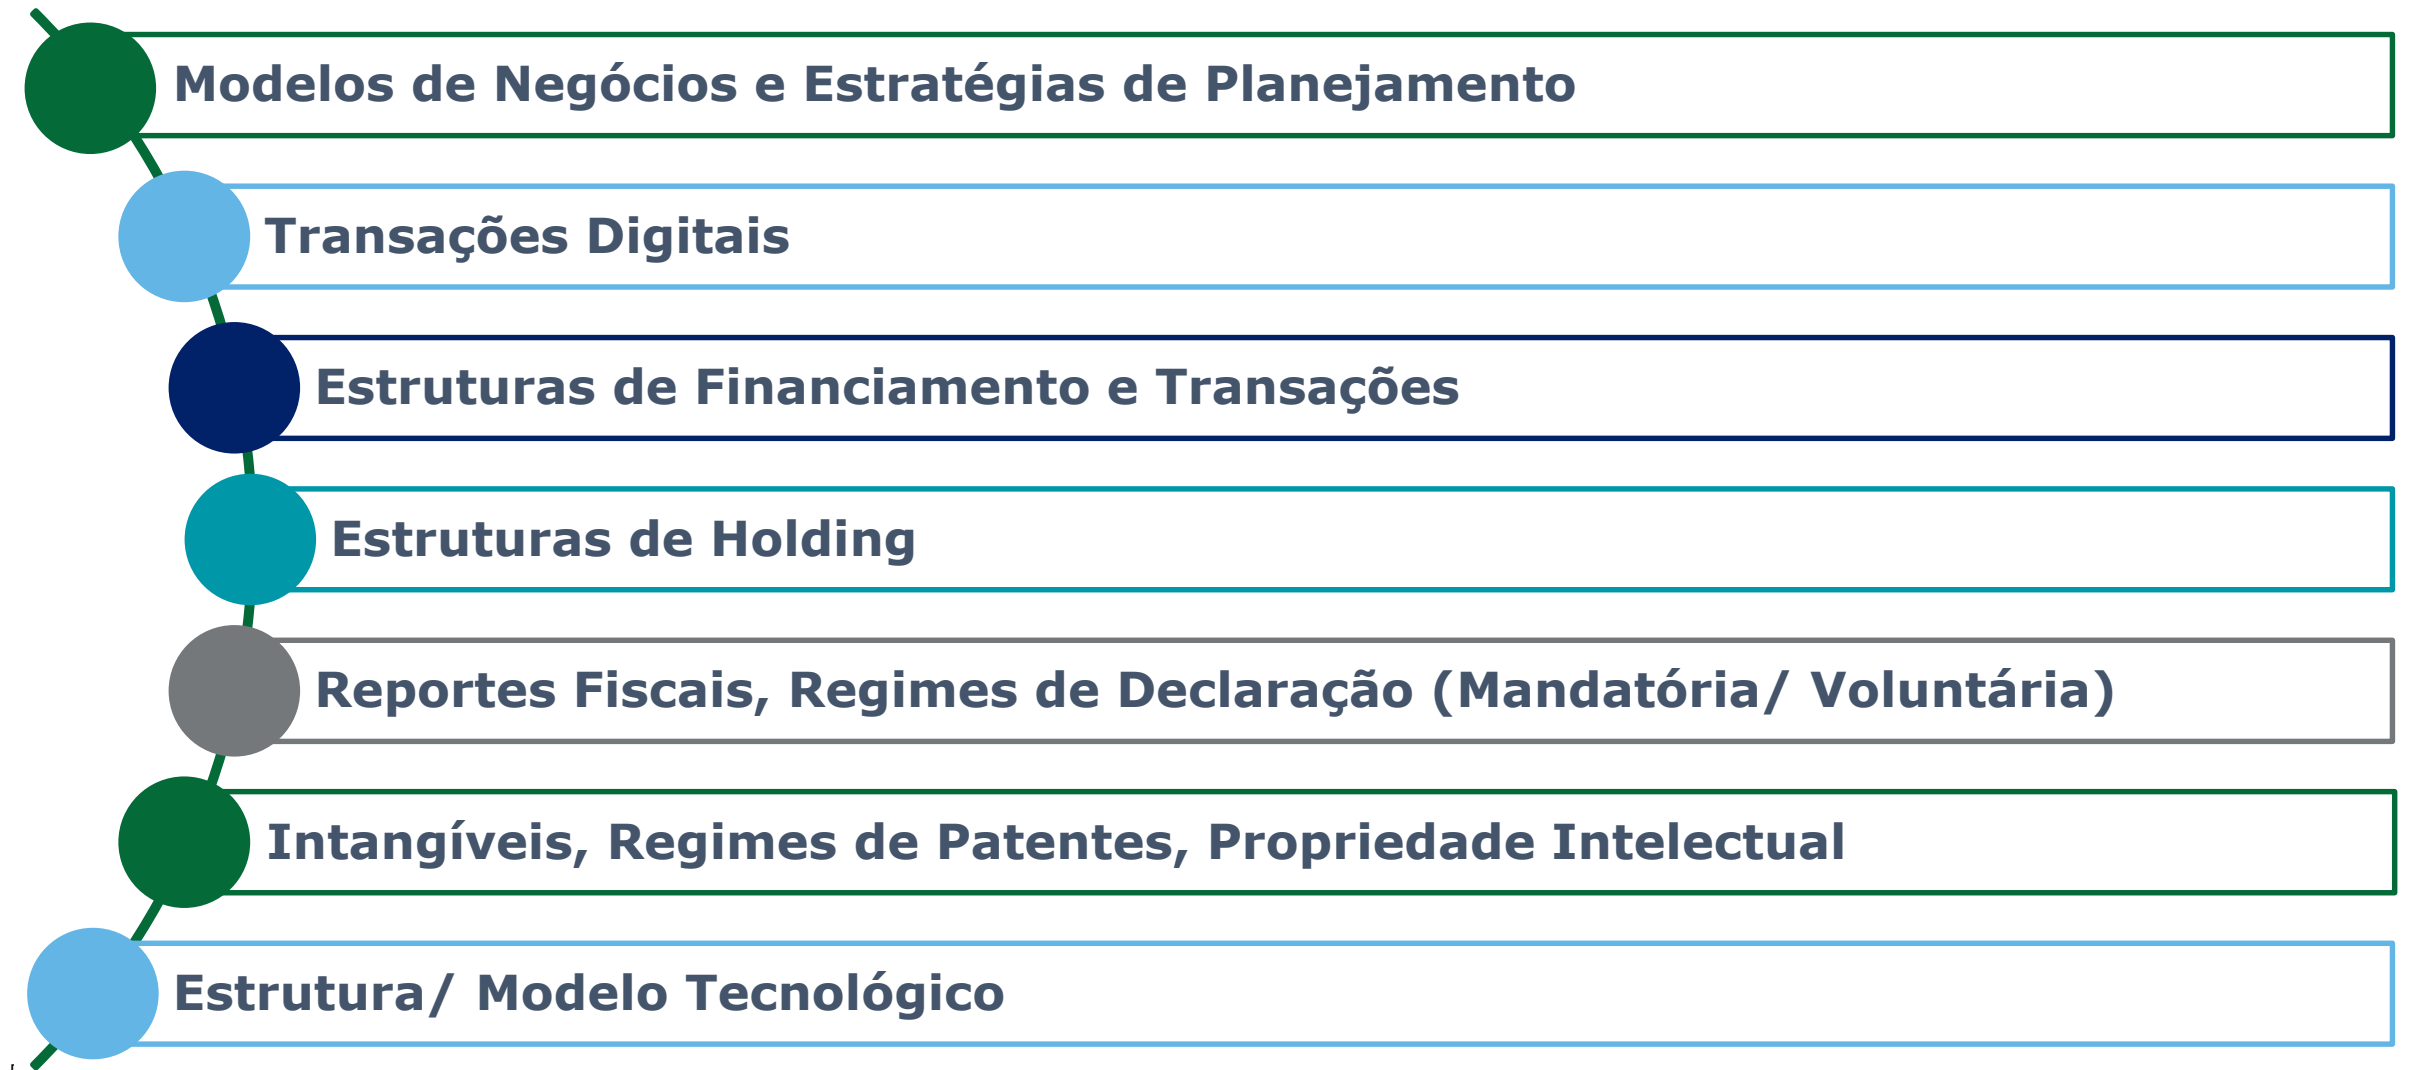 Modelos de Negócios e Estratégias de Planejamento
Transações Digitais
Estruturas de Financiamento e Transações
Estruturas de Holding
Reportes Fiscais, Regimes de Declaração (Mandatória/ Voluntária)
Intangíveis, Regimes de Patentes, Propriedade Intelectual
Estrutura/ Modelo Tecnológico